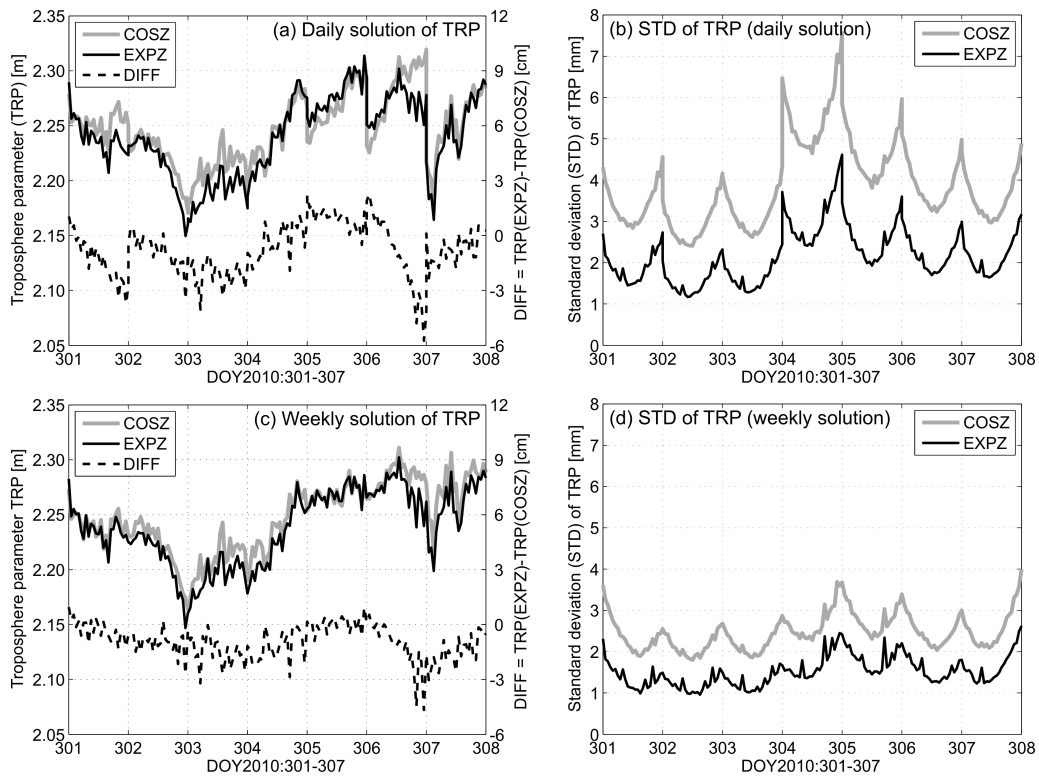 (a) Daily solution of TRP
COSZ
EXPZ
DIFF
Troposphere parameter (TRP) [m]
2.35
2.30
2.25
2.20
2.15
2.10
2.05
12
9
6
3
0
-3
-6
DIFF = TRP(EXPZ)-TRP(COSZ) [cm]
301 302 303 304 305 306 307 308
DOY2010:301-307
(b) STD of TRP (daily solution)
COSZ
EXPZ
Standard deviation (STD) of TRP [mm]
8
7
6
5
4
3
2
1
0
301 302 303 304 305 306 307 308
DOY2010:301-307
(c) Weekly solution of TRP
COSZ
EXPZ
DIFF
Troposphere parameter TRP [m]
2.35
2.30
2.25
2.20
2.15
2.10
2.05
12
9
6
3
0
-3
-6
DIFF = TRP(EXPZ)-TRP(COSZ) [cm]
301 302 303 304 305 306 307 308
DOY2010:301-307
(d) STD of TRP (weekly solution)
COSZ
EXPZ
Standard deviation (STD) of TRP [mm]
8
7
6
5
4
3
2
1
0
301 302 303 304 305 306 307 308
DOY2010:301-307